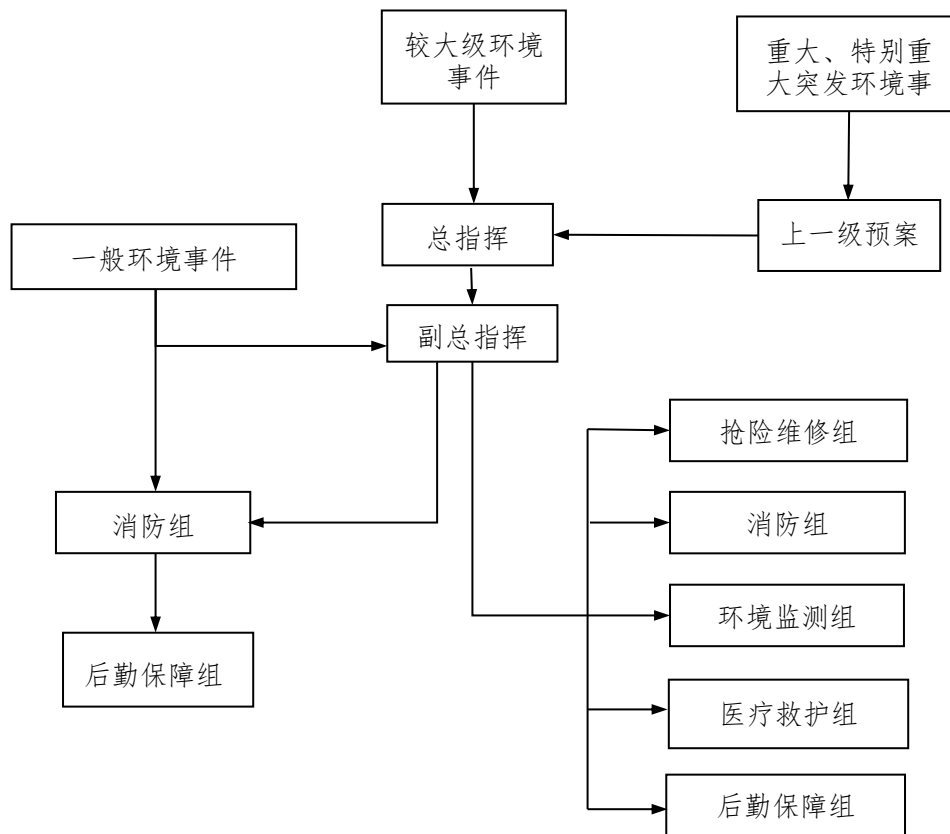 较大级环境
事件
重大、特别重
大突发环境事
总指挥
上一级预案
一般环境事件
副总指挥
抢险维修组
消防组
消防组
环境监测组
后勤保障组
医疗救护组
后勤保障组